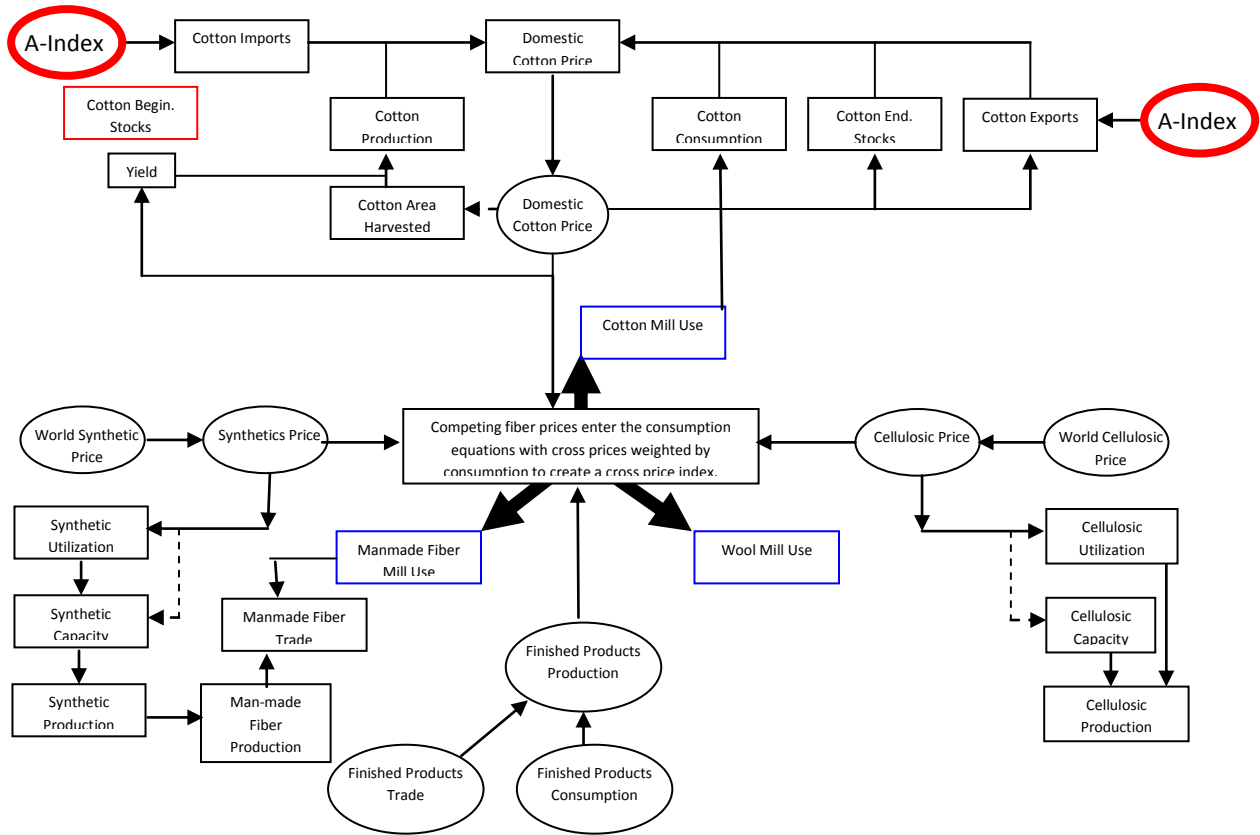 A-Index
Cotton Imports
Domestic
Cotton Price
Cotton Begin.
Stocks
Cotton
Production
Cotton
Consumption
Cotton End.
Stocks
Cotton Exports
A-Index
Yield
Cotton Area
Harvested
Domestic
Cotton Price
Cotton Mill Use
World Synthetic
Price
Synthetics Price
Competing fiber prices enter the consumption
equations with cross prices weighted by
consumption to create a cross price index.
Cellulosic Price
World Cellulosic
Price
Synthetic
Utilization
Manmade Fiber
Mill Use
Wool Mill Use
Cellulosic
Utilization
Synthetic
Capacity
Manmade Fiber
Trade
Cellulosic
Capacity
Finished Products
Production
Synthetic
Production
Man-made
Fiber
Production
Cellulosic
Production
Finished Products
Trade
Finished Products
Consumption